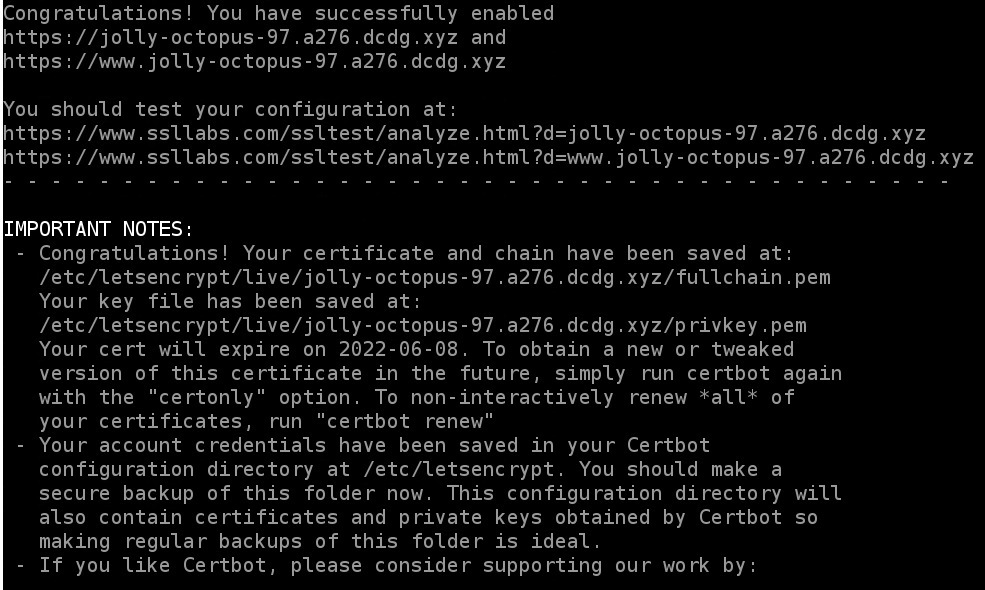 Congratulations! You have successfully enabled
https://jolly-octopus-97.a276.dcdg.xyz and
https://www.jolly-octopus-97.a276.dcdg.xyz
You should test your configuration at:
https://www.ssllabs.com/ssltest/analyze.html?d=jolly-octopus-97.a276.dcdg.xyz
https://www.ssllabs.com/ssltest/analyze.html?d=www.jolly-octopus-97.a276.dcdg.xyz
- - - - - - - - - - - - - - - - - - - - - - - - - - - - - - - - - - - - - - - -
IMPORTANT NOTES:
- Congratulations! Your certificate and chain have been saved at:
/etc/letsencrypt/live/jolly-octopus-97.a276.dcdg.xyz/fullchain.pem
Your key file has been saved at:
/etc/letsencrypt/live/jolly-octopus-97.a276.dcdg.xyz/privkey.pem
Your cert will expire on 2022-06-08. To obtain a new or tweaked
version of this certificate in the future, simply run certbot again
with the "certonly" option. To non-interactively renew *all* of
your certificates, run "certbot renew"
- Your account credentials have been saved in your Certbot
configuration directory at /etc/letsencrypt. You should make a
secure backup of this folder now. This configuration directory will
also contain certificates and private keys obtained by Certbot so
making regular backups of this folder is ideal.
- If you like Certbot, please consider supporting our work by: